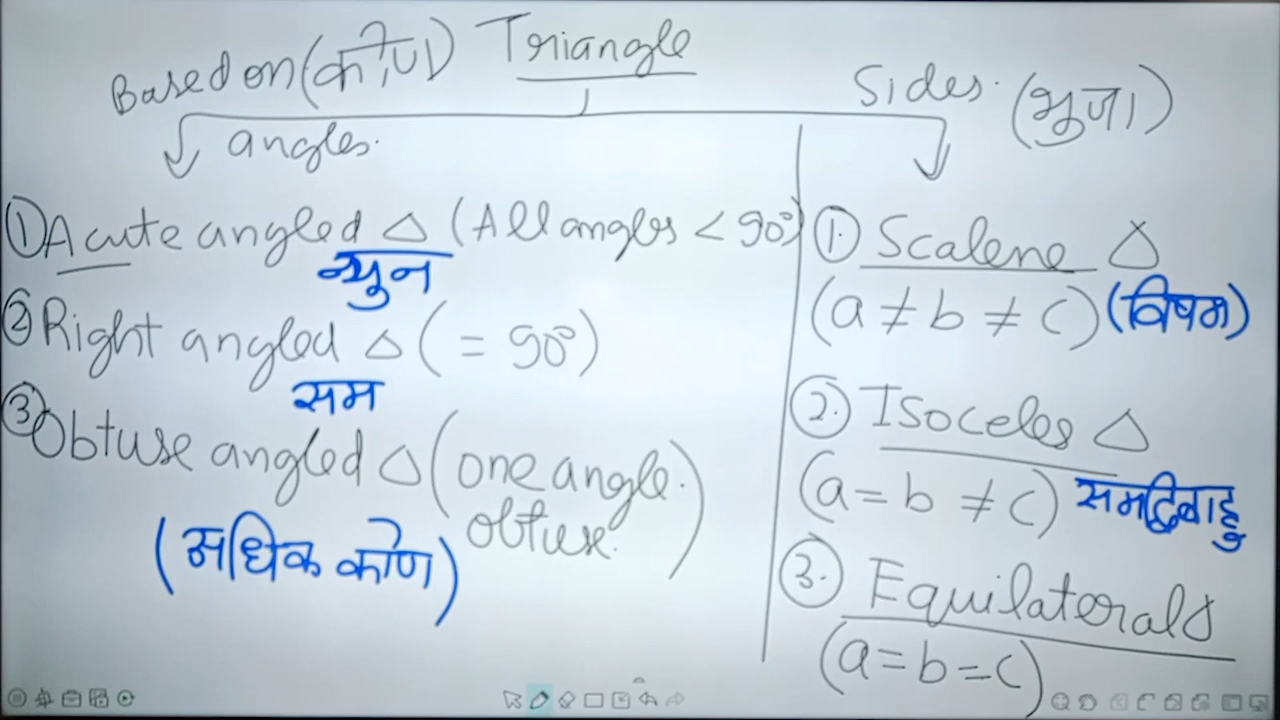 Based on (कोण) Triangle
angles.
Sides. (भुजा)
① Acute angled △ (All angles < 90°)
न्युन
② Right angled △ (= 90°)
सम
③ Obtuse angled △ (one angle.
obtuse.)
(अधिक कोण)
① Scalene △
(a ≠ b ≠ c) (विषम)
② Isoceles △
(a = b ≠ c) समद्विबाहु
③ Equilateral △
(a = b = c)